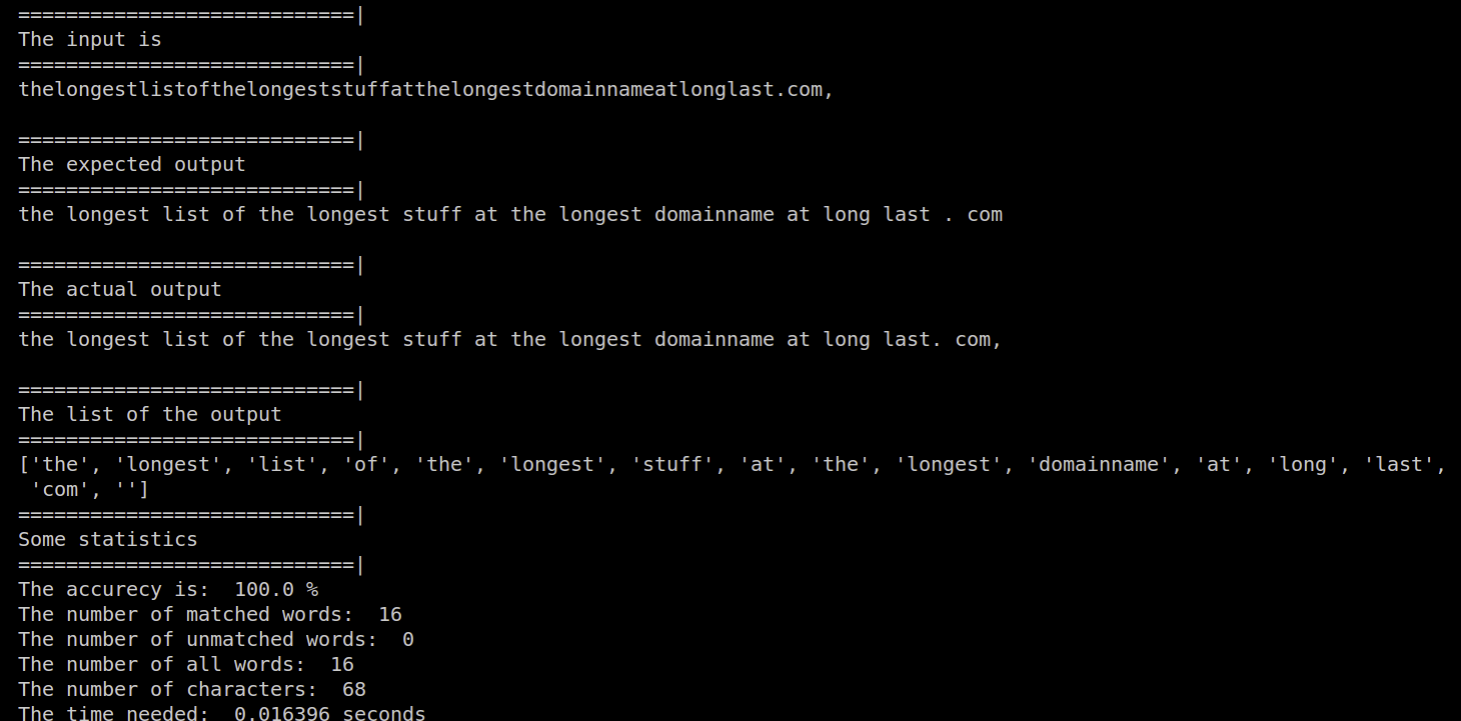 ============================|
The input is
============================|
thelongestlistofthelongeststuffatthelongestdomainnameatlonglast.com,
============================|
The expected output
============================|
the longest list of the longest stuff at the longest domainname at long last . com
============================|
The actual output
============================|
the longest list of the longest stuff at the longest domainname at long last. com,
============================|
The list of the output
============================|
['the', 'longest', 'list', 'of', 'the', 'longest', 'stuff', 'at', 'the', 'longest', 'domainname', 'at', 'long', 'last',
 'com', '']
============================|
Some statistics
============================|
The accurecy is:  100.0 %
The number of matched words:  16
The number of unmatched words:  0
The number of all words:  16
The number of characters:  68
The time needed:  0.016396 seconds